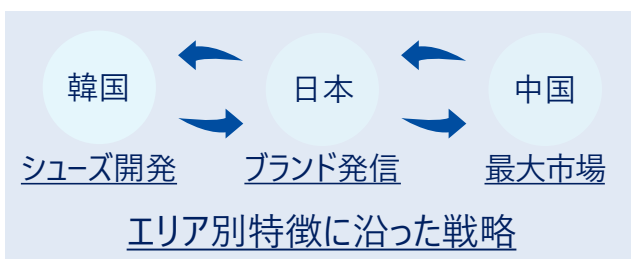 韓国 日本 中国
シューズ開発 ブランド発信 最大市場
エリア別特徴に沿った戦略